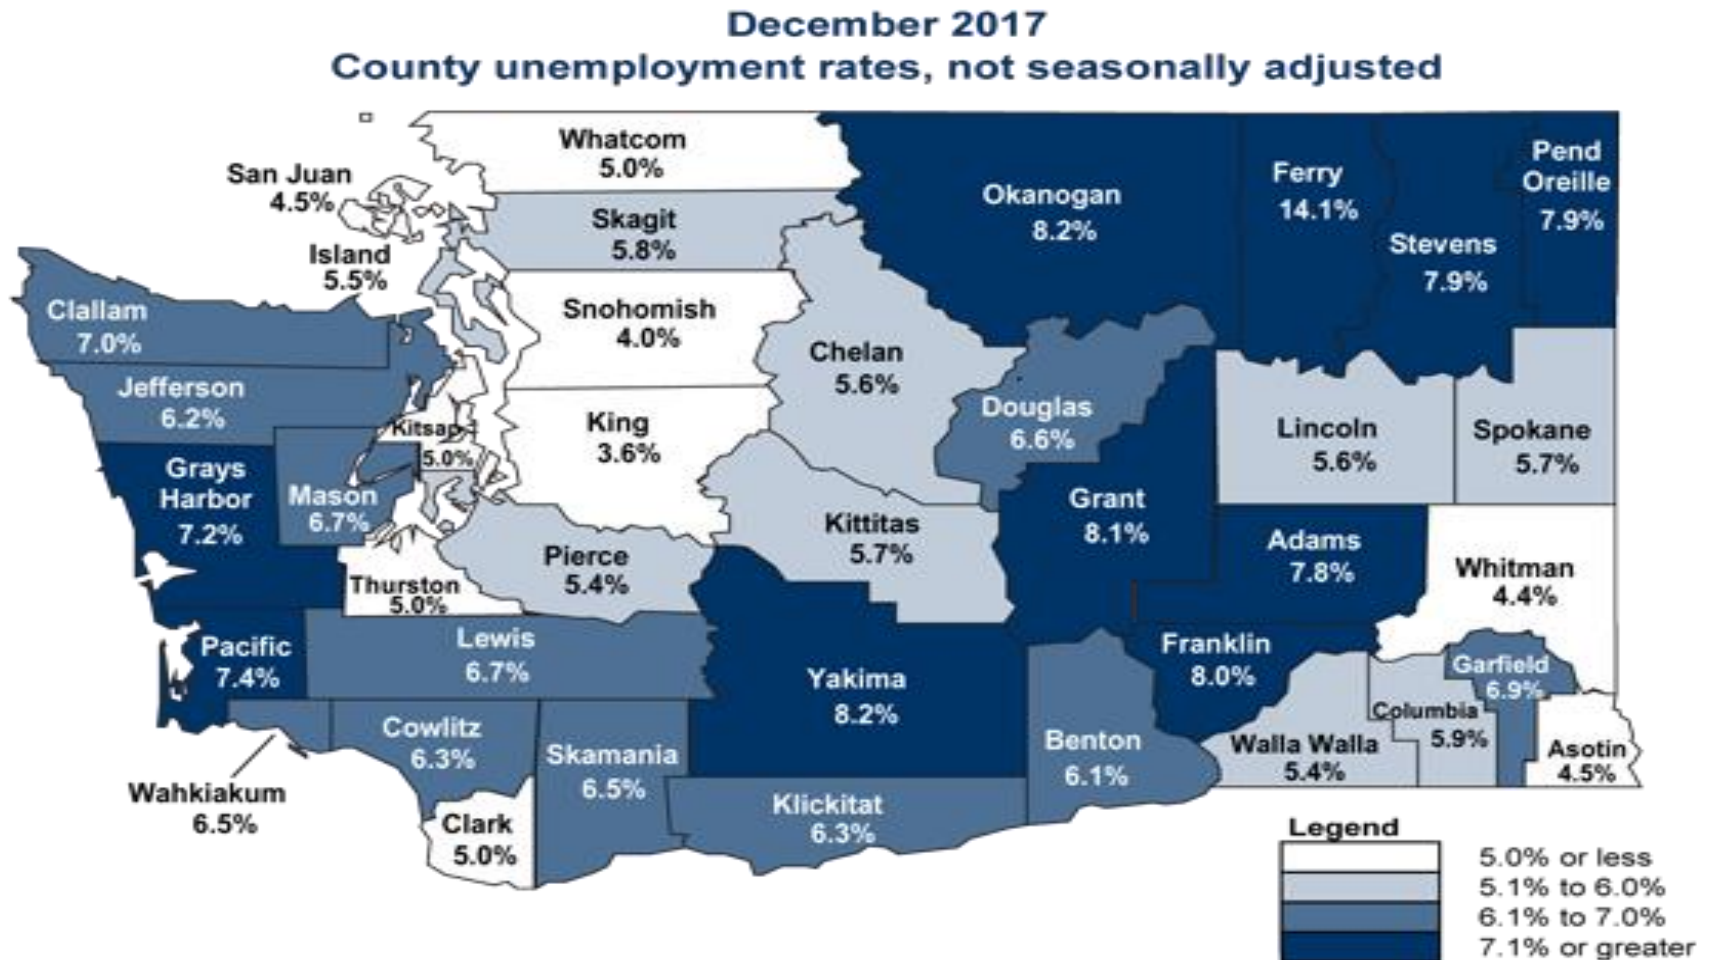 December 2017
County unemployment rates, not seasonally adjusted
Whatcom
5.0%
San Juan
4.5%
Skagit
5.8%
Island
5.5%
Okanogan
8.2%
Ferry
14.1%
Stevens
7.9%
Pend
Oreille
7.9%
Clallam
7.0%
Snohomish
4.0%
Chelan
5.6%
Jefferson
6.2%
Kitsap
5.0%
King
3.6%
Douglas
6.6%
Lincoln
5.6%
Spokane
5.7%
Grays
Harbor
7.2%
Mason
6.7%
Grant
8.1%
Kittitas
5.7%
Pierce
5.4%
Adams
7.8%
Whitman
4.4%
Thurston
5.0%
Pacific
7.4%
Lewis
6.7%
Yakima
8.2%
Franklin
8.0%
Garfield
6.9%
Columbia
5.9%
Cowlitz
6.3%
Skamania
6.5%
Benton
6.1%
Walla Walla
5.4%
Asotin
4.5%
Wahkiakum
6.5%
Klickitat
6.3%
Clark
5.0%
Legend
5.0% or less
5.1% to 6.0%
6.1% to 7.0%
7.1% or greater